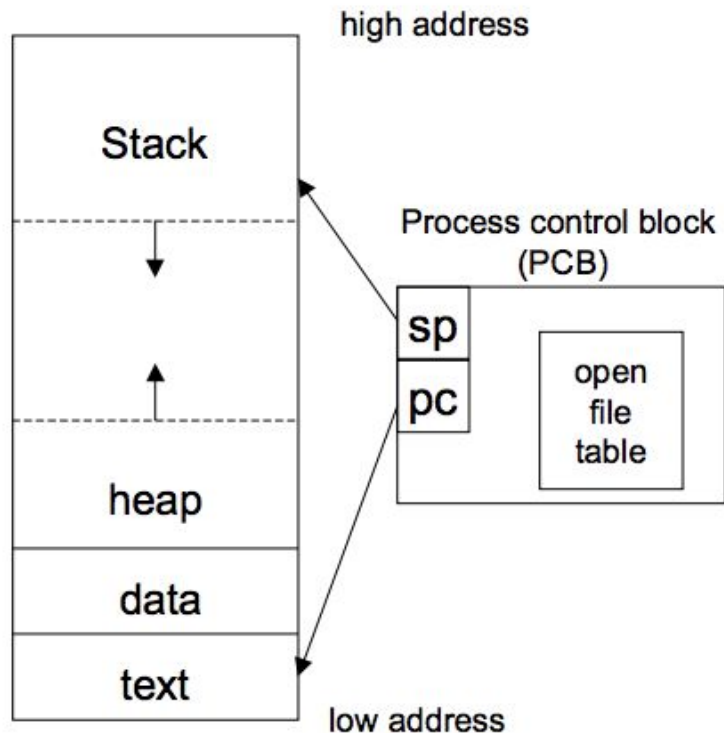 high address
Stack
Process control block
(PCB)
sp
pc
open
file
table
heap
data
text
low address